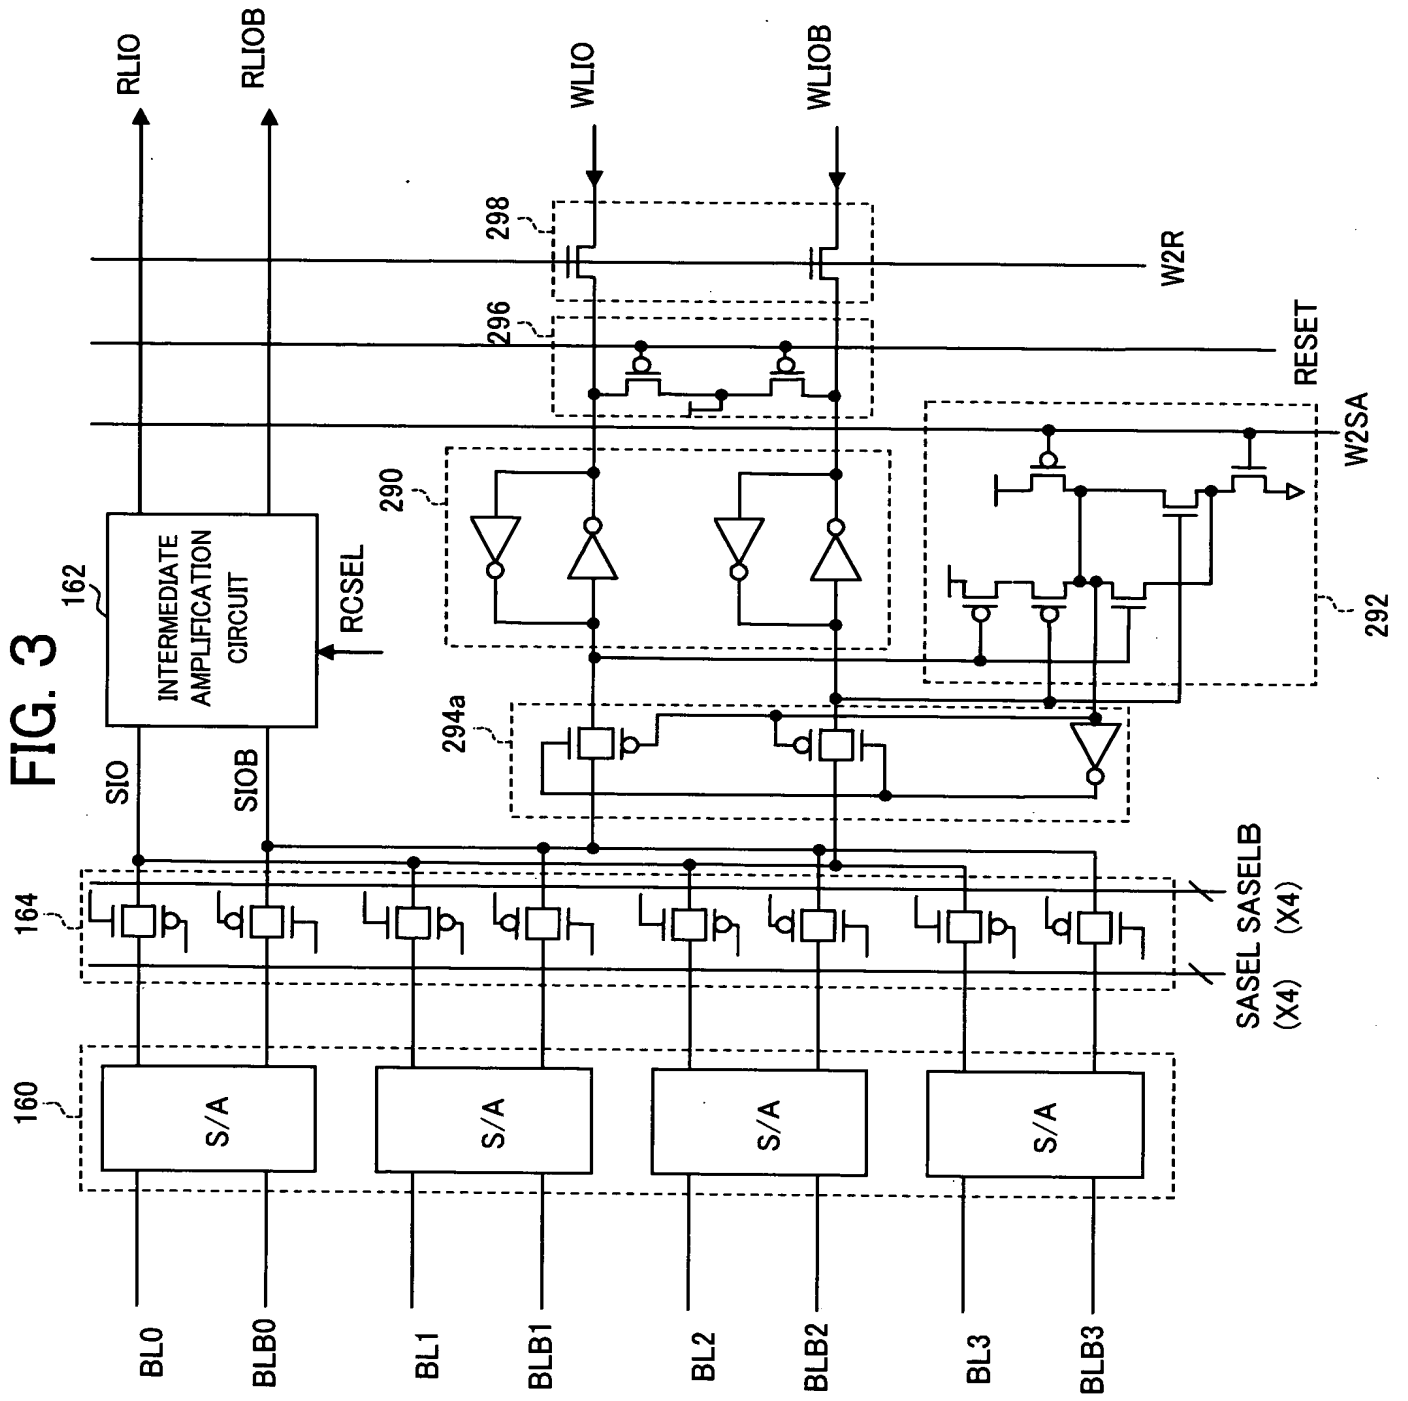 FIG. 3
BL0
BLB0
BL1
BLB1
BL2
BLB2
BL3
BLB3
160
S/A
S/A
S/A
S/A
164
SASEL SASELB
(X4)
(X4)
SIO
SIOB
162
INTERMEDIATE
AMPLIFICATION
CIRCUIT
RCSEL
294a
290
292
296
298
W2SA
RESET
W2R
RLIO
RLIOB
WLIO
WLIOB